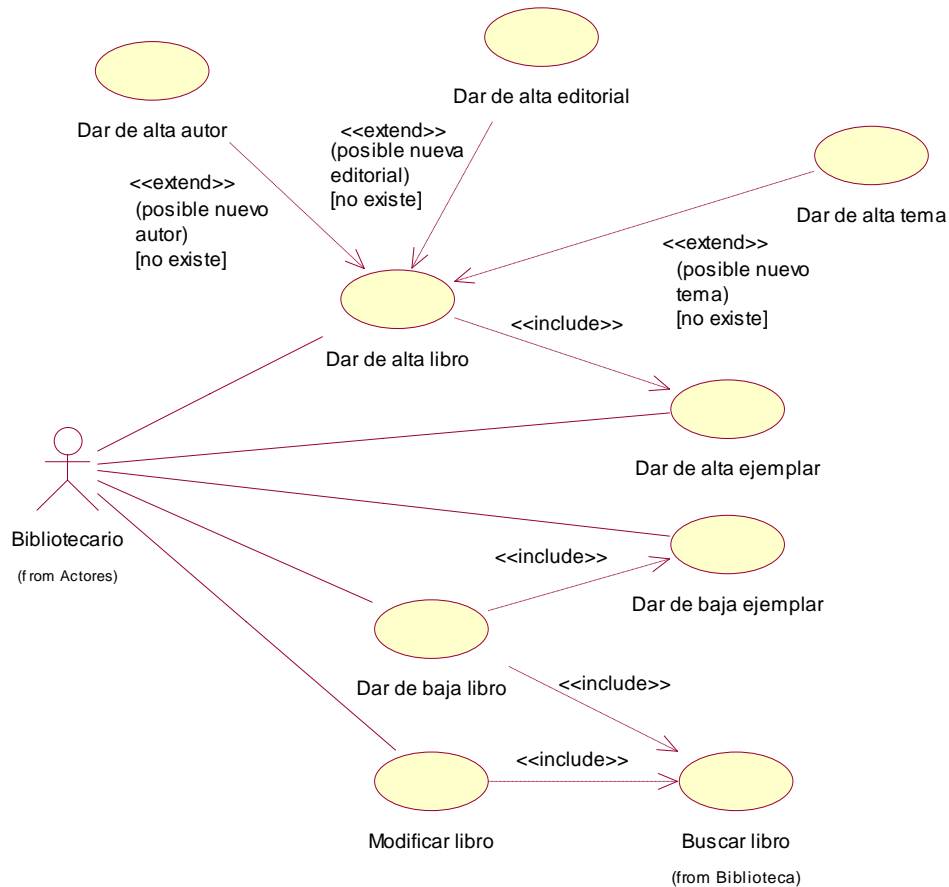 Dar de alta editorial
Dar de alta autor
<<extend>>
(posible nueva
editorial)
[no existe]
<<extend>>
(posible nuevo
autor)
[no existe]
Dar de alta tema
<<extend>>
(posible nuevo
tema)
[no existe]
<<include>>
Dar de alta libro
Dar de alta ejemplar
Bibliotecario
(from Actores)
<<include>>
Dar de baja ejemplar
Dar de baja libro
<<include>>
<<include>>
Modificar libro
Buscar libro
(from Biblioteca)